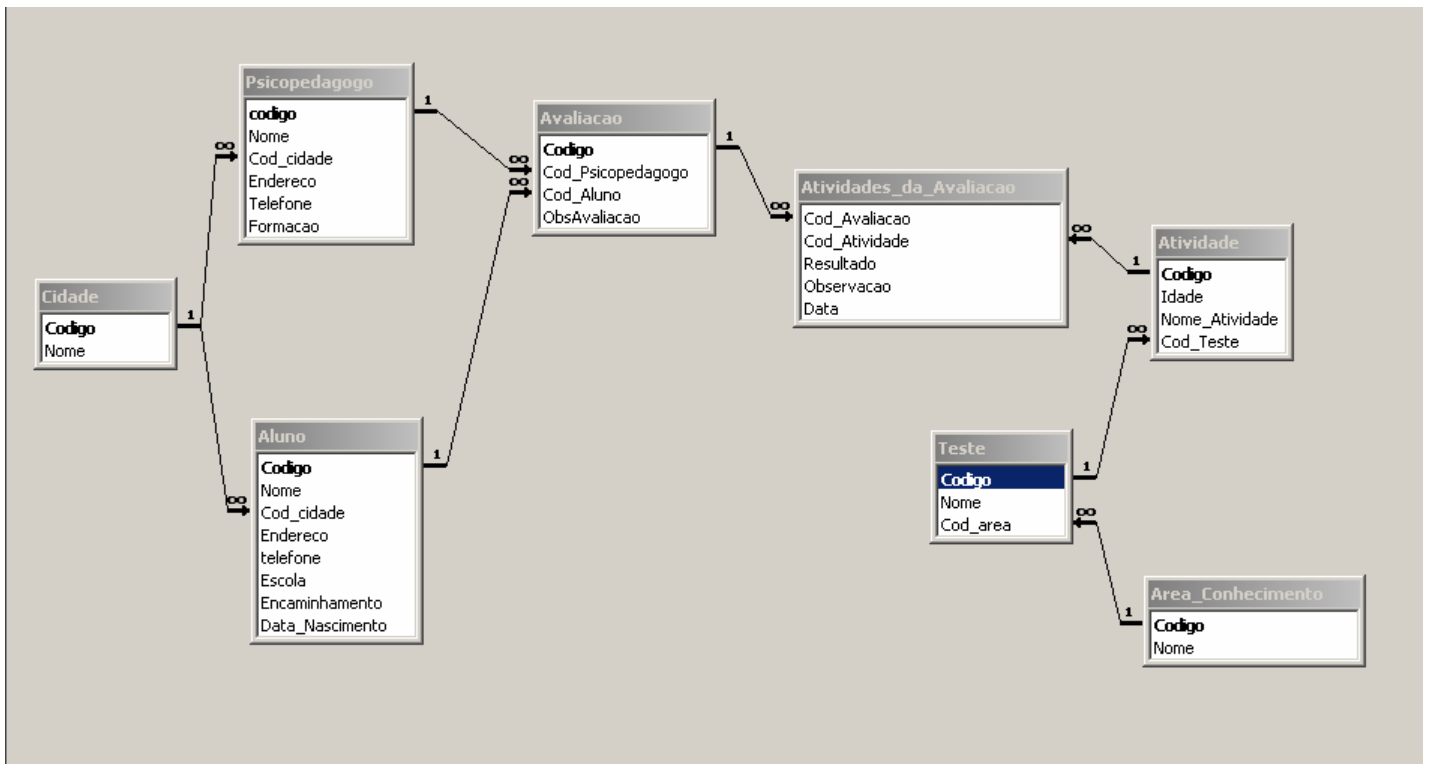 Psicopedagogo
codigo
Nome
Cod_cidade
Endereco
Telefone
Formacao
1
∞
Avaliacao
Codigo
Cod_Psicopedagogo
Cod_Aluno
ObsAvaliacao
∞
∞
1
Atividades_da_Avaliacao
Cod_Avaliacao
Cod_Atividade
Resultado
Observacao
Data
∞
∞
1
Atividade
Codigo
Idade
Nome_Atividade
Cod_Teste
∞
Cidade
Codigo
Nome
1
Aluno
Codigo
Nome
Cod_cidade
Endereco
telefone
Escola
Encaminhamento
Data_Nascimento
1
∞
Teste
Codigo
Nome
Cod_area
1
∞
Area_Conhecimento
Codigo
Nome
1